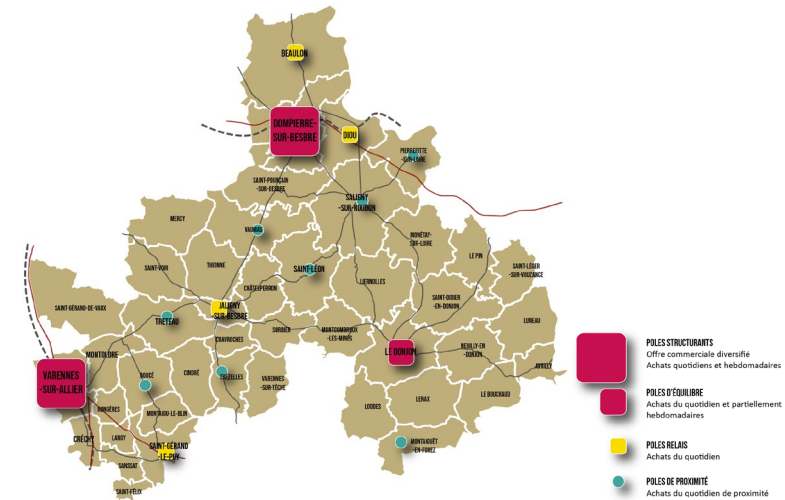 BEAULON
DOMPIERRE-
SUR-BESBRE
DIOU
PIERREFITTE
-SUR-LOIRE
SAINT-POURÇAIN
-SUR-BESBRE
SALIGNY
-SUR-ROUDON
MERCY
VAUMAS
MONÉTAY-
SUR-LOIRE
LE PIN
SAINT-VOIR
THIONNE
SAINT-LÉON
SAINT-LÉGER
-SUR-VOUZANCE
CHÂTELPERRON
LIERNOLLES
SAINT-DIDIER
-EN-DONJON
SAINT-GÉRAND-DE-VAUX
JALIGNY
-SUR-BESBRE
TRÉTEAU
LUNEAU
SORBIER
MONTCOMBROUX
-LES-MINES
CHAVROCHES
LE DONJON
NEUILLY-EN
-DONJON
MONTOLDRE
AVRILLY
VARENNES
-SUR-ALLIER
BOUCÉ
CINDRÉ
TREZELLES
VARENNES
-SUR-TÈCHE
LE BOUCHAUD
LENAX
LODDES
RONGÈRES
MONTAIGU-LE-BLIN
CRÉCHY
LANGY
SAINT-GÉRAND
-LE-PUY
MONTAIGUËT
-EN-FOREZ
SANSSAT
SAINT-FÉLIX
POLES STRUCTURANTS
Offre commerciale diversifié
Achats quotidiens et hebdomadaires
POLES D'ÉQUILIBRE
Achats du quotidien et partiellement
hebdomadaires
POLES RELAIS
Achats du quotidien
POLES DE PROXIMITÉ
Achats du quotidien de proximité